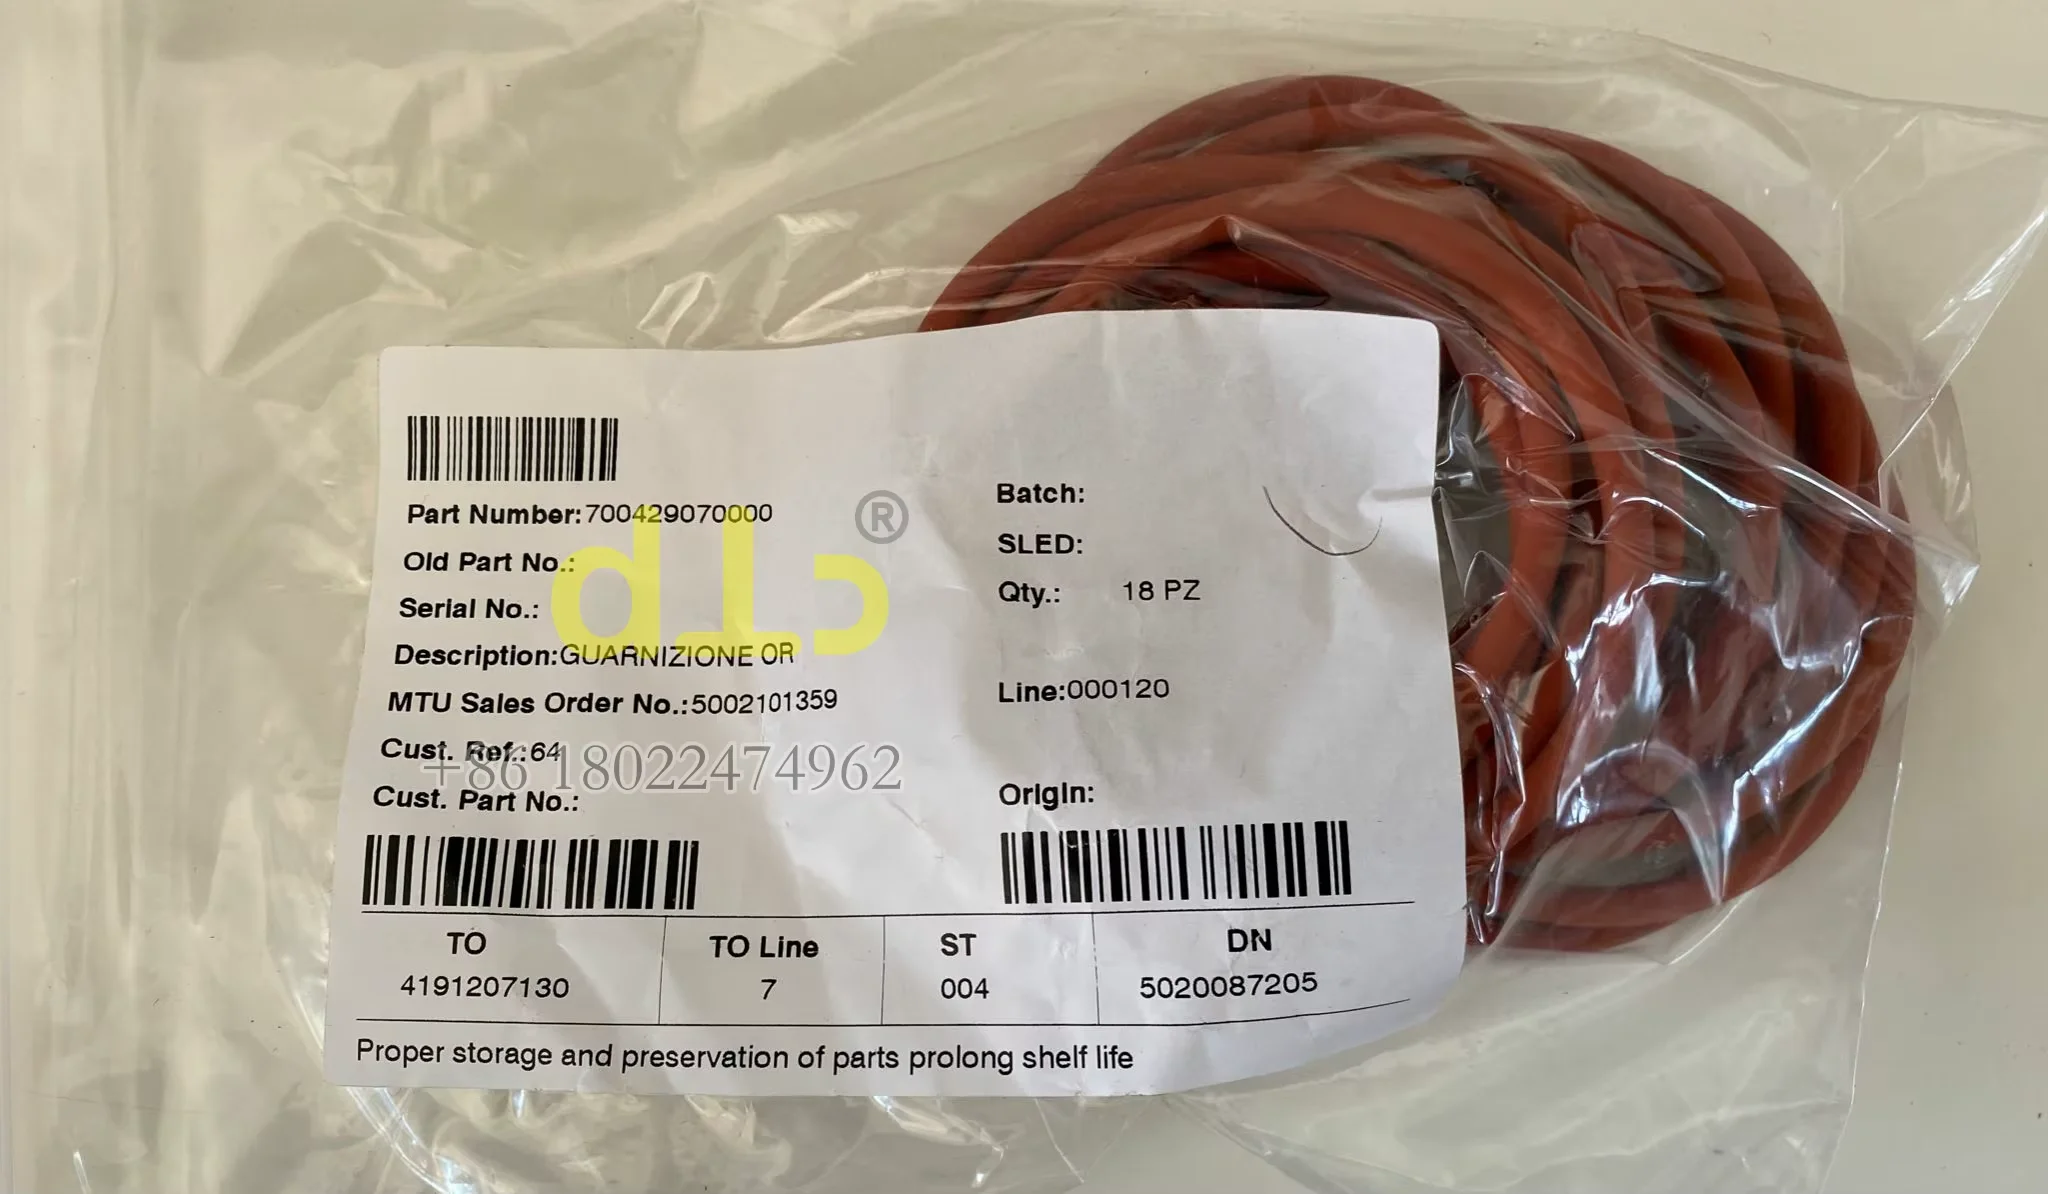 Part Number:700429070000
Old Part No.:
Serial No.:
Description:GUARNIZIONE OR
MTU Sales Order No.:5002101359
Cust. Ref.:64
Cust. Part No.:
Batch:
SLED:
Qty.: 18 PZ
Line:000120
Origin:
®
+86 18022474962
TO TO Line ST DN
4191207130 7 004 5020087205
Proper storage and preservation of parts prolong shelf life